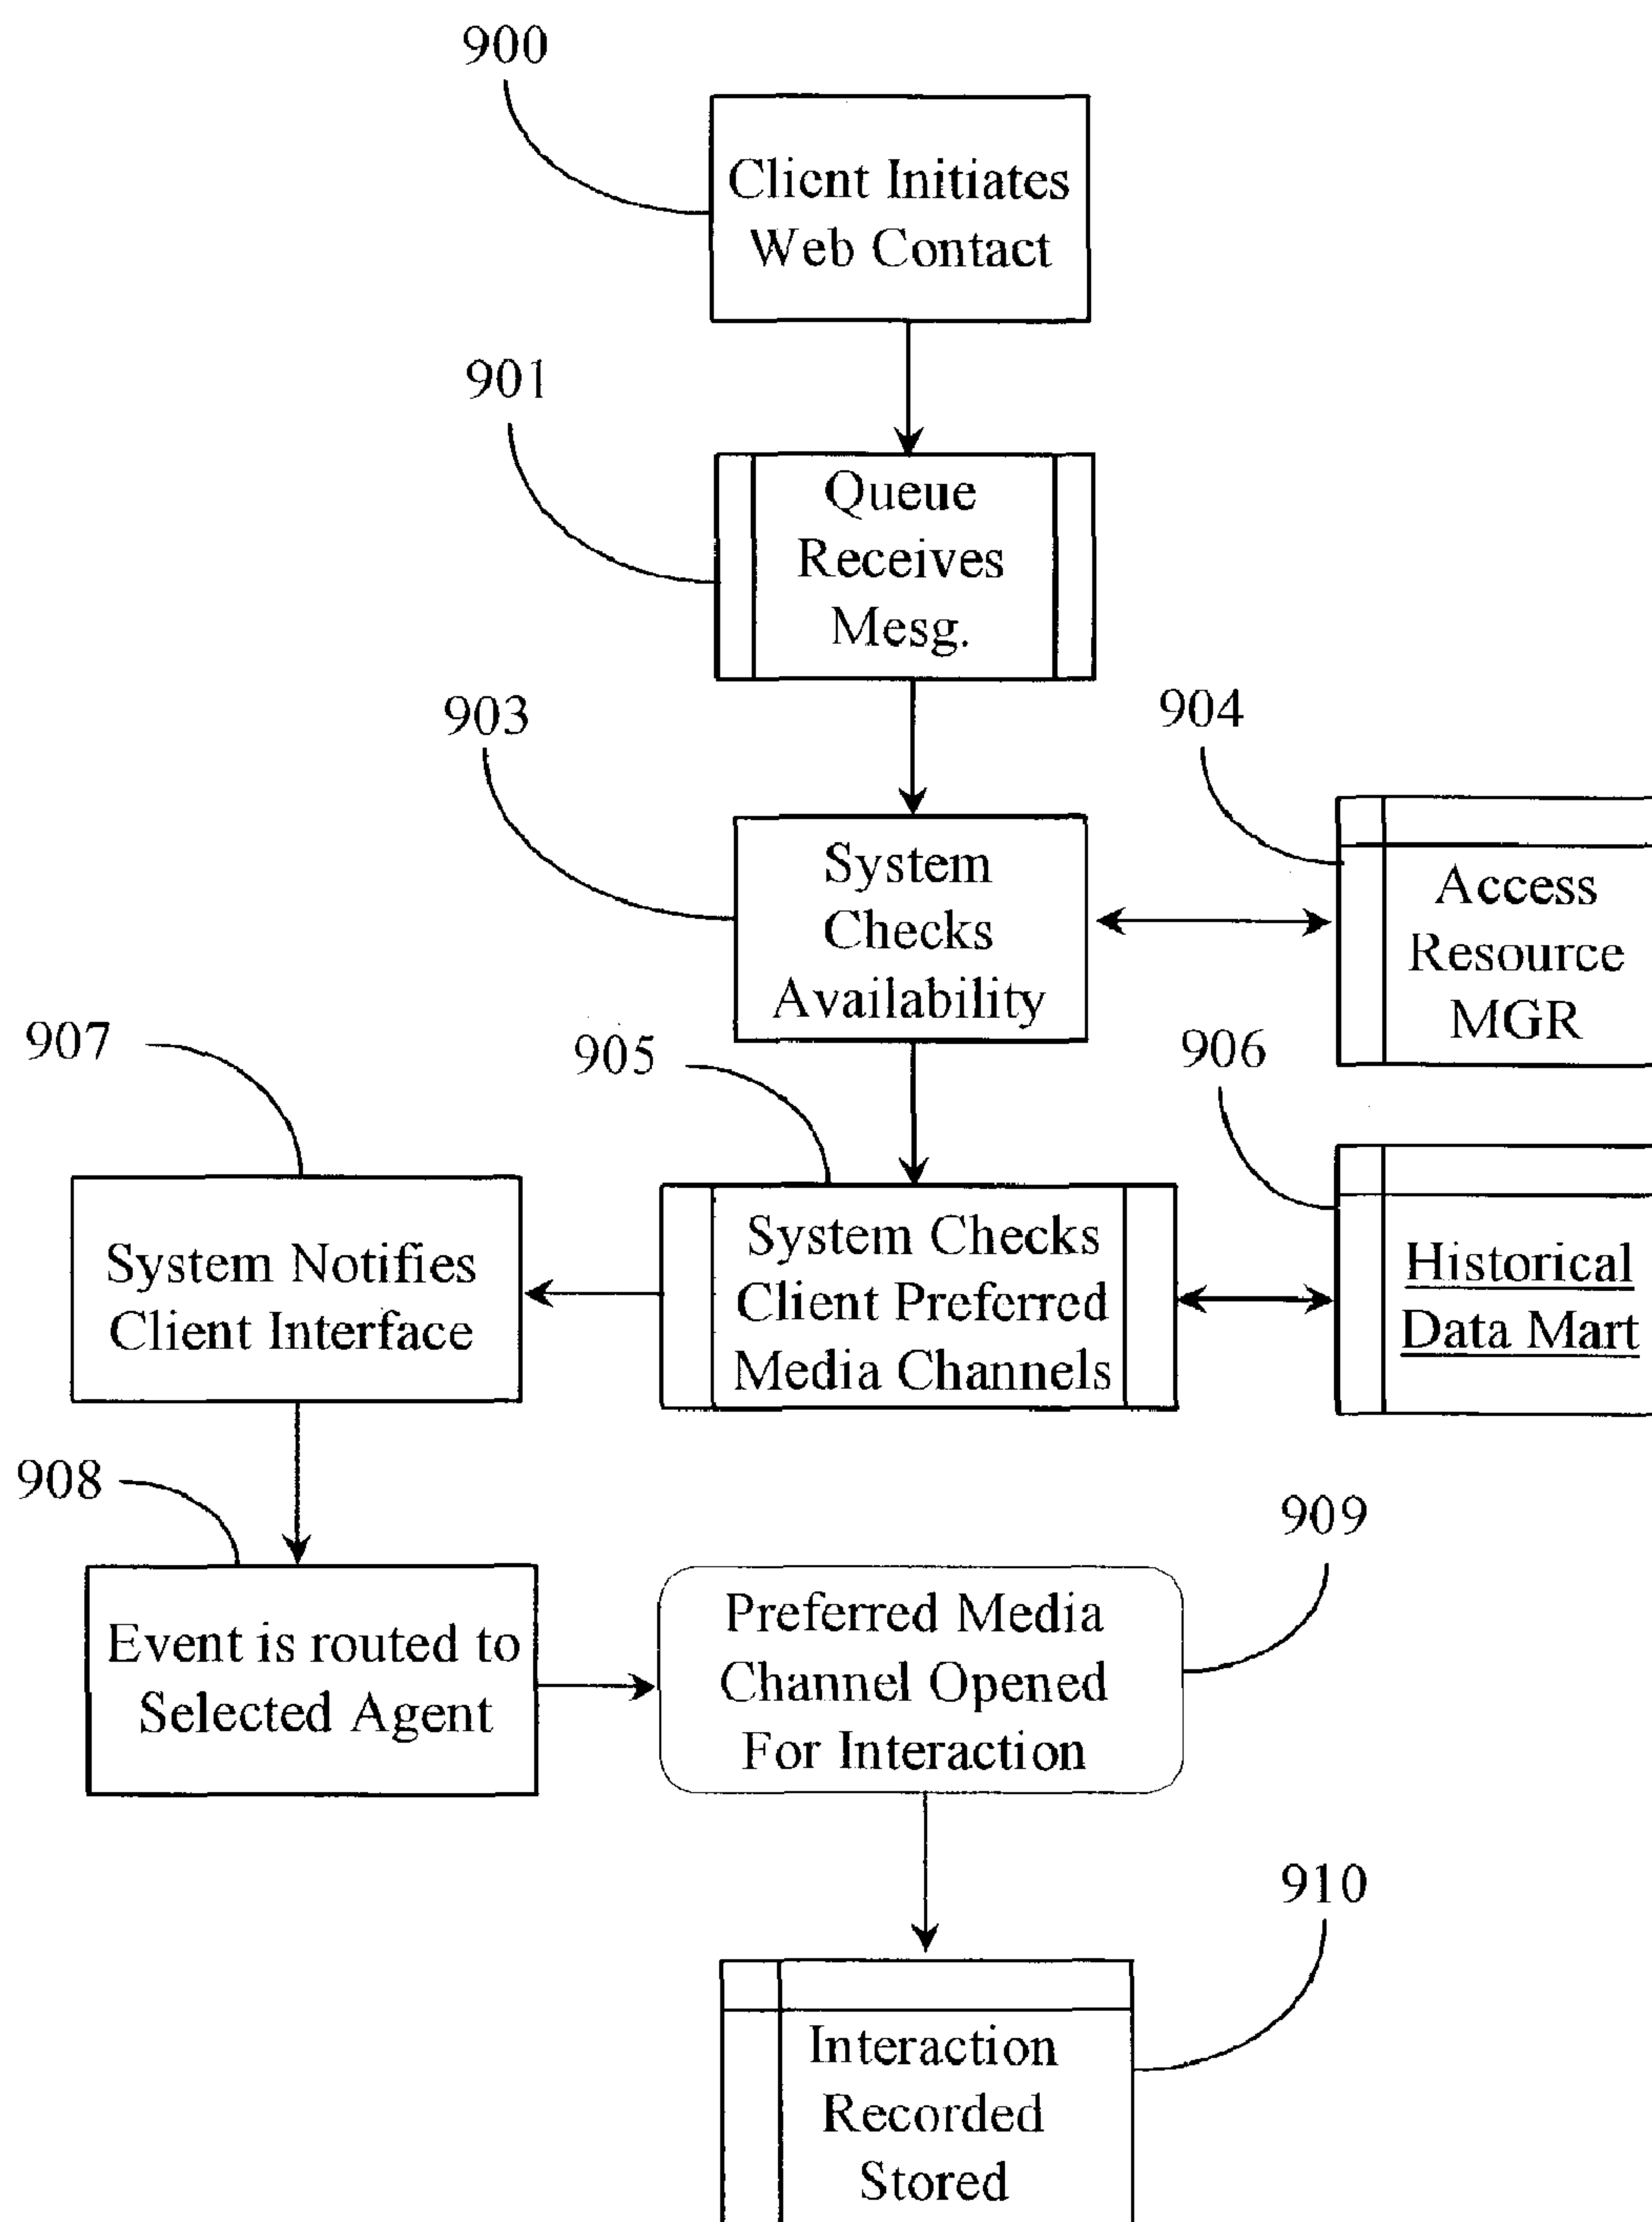 900
Client Initiates
Web Contact
901
Queue
Receives
Mesg.
903
System
Checks
Availability
904
Access
Resource
MGR
905
System Checks
Client Preferred
Media Channels
906
Historical
Data Mart
907
System Notifies
Client Interface
908
Event is routed to
Selected Agent
909
Preferred Media
Channel Opened
For Interaction
910
Interaction
Recorded
Stored